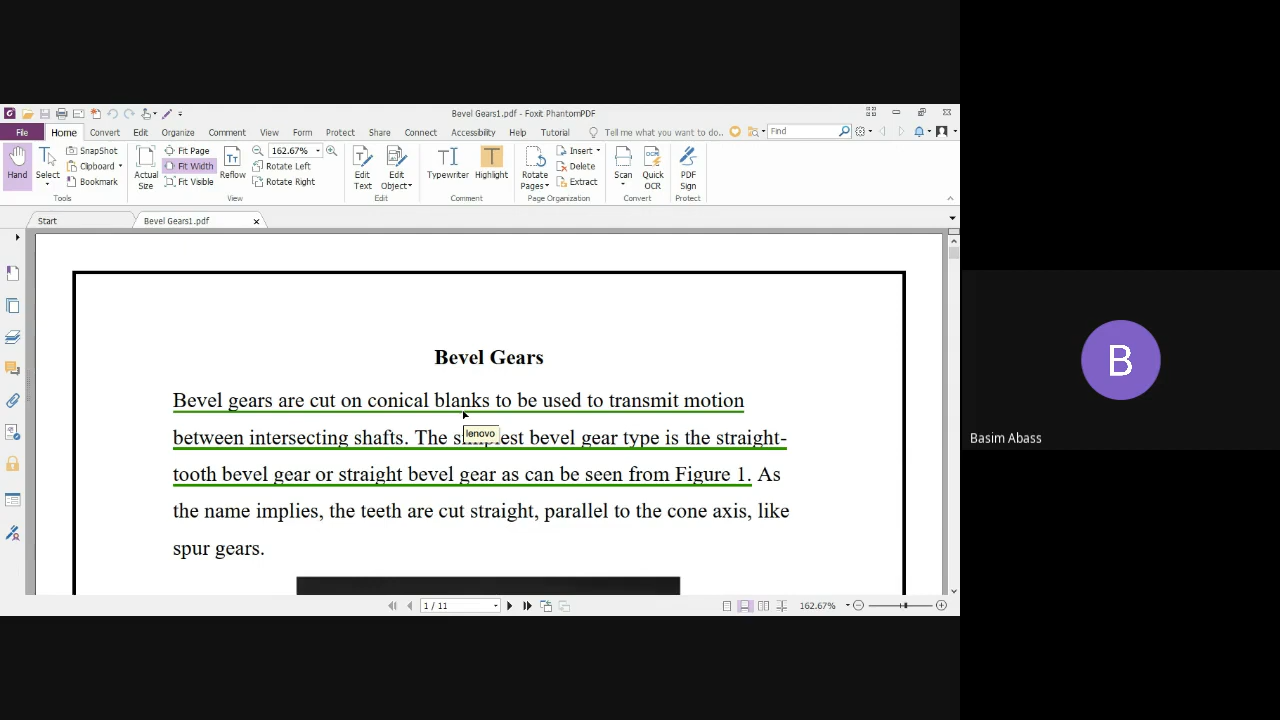 Bevel Gears1.pdf - Foxit PhantomPDF
File Home Convert Edit Organize Comment View Form Protect Share Connect Accessibility Help Tutorial Tell me what you want to do.. Find
Hand
Select
SnapShot
Clipboard
Bookmark
Tools
Actual Size
Fit Page
Fit Width
Fit Visible
Reflow
162.67%
Rotate Left
Rotate Right
View
Edit Text
Edit Object
Edit
Typewriter
Highlight
Comment
Rotate Pages
Insert
Delete
Extract
Page Organization
Scan
Quick OCR
Convert
PDF Sign
Protect
Start
Bevel Gears1.pdf
Bevel Gears
Bevel gears are cut on conical blanks to be used to transmit motion
between intersecting shafts. The simplest bevel gear type is the straight-
lenovo
tooth bevel gear or straight bevel gear as can be seen from Figure 1. As
the name implies, the teeth are cut straight, parallel to the cone axis, like
spur gears.
1 / 11
162.67%
B
Basim Abass